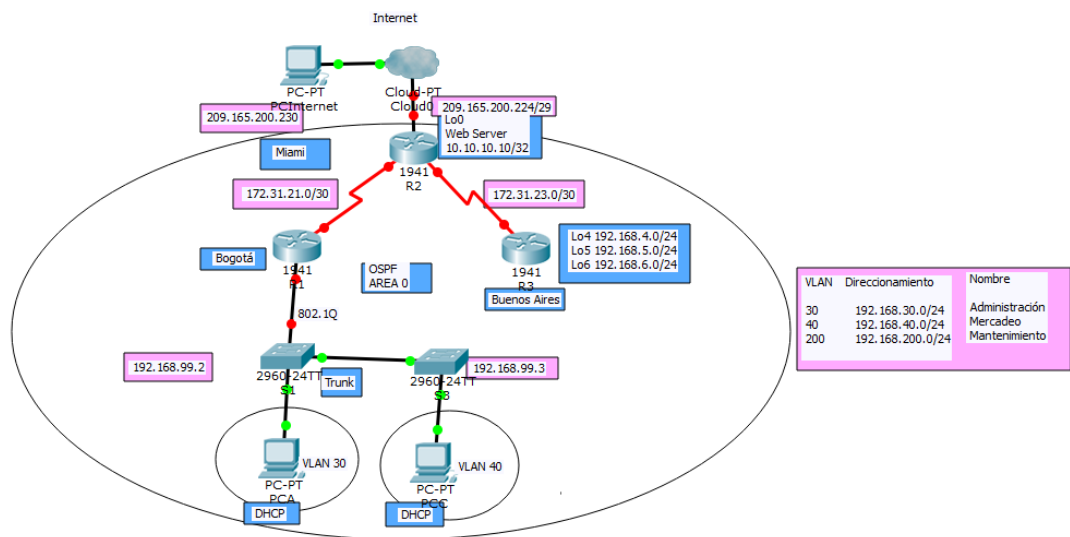 Internet
PC-PT
PCInternet
Cloud-PT
Cloud0
209.165.200.230
209.165.200.224/29
Lo0
Web Server
10.10.10.10/32
Miami
1941
R2
172.31.21.0/30
172.31.23.0/30
Bogotá
1941
R1
OSPF
AREA 0
1941
R3
Lo4 192.168.4.0/24
Lo5 192.168.5.0/24
Lo6 192.168.6.0/24
Buenos Aires
VLAN Direccionamiento Nombre
30 192.168.30.0/24 Administración
40 192.168.40.0/24 Mercadeo
200 192.168.200.0/24 Mantenimiento
802.1Q
192.168.99.2
2960-24TT
S1
Trunk
2960-24TT
S3
192.168.99.3
VLAN 30
PC-PT
PCA
DHCP
VLAN 40
PC-PT
PCC
DHCP